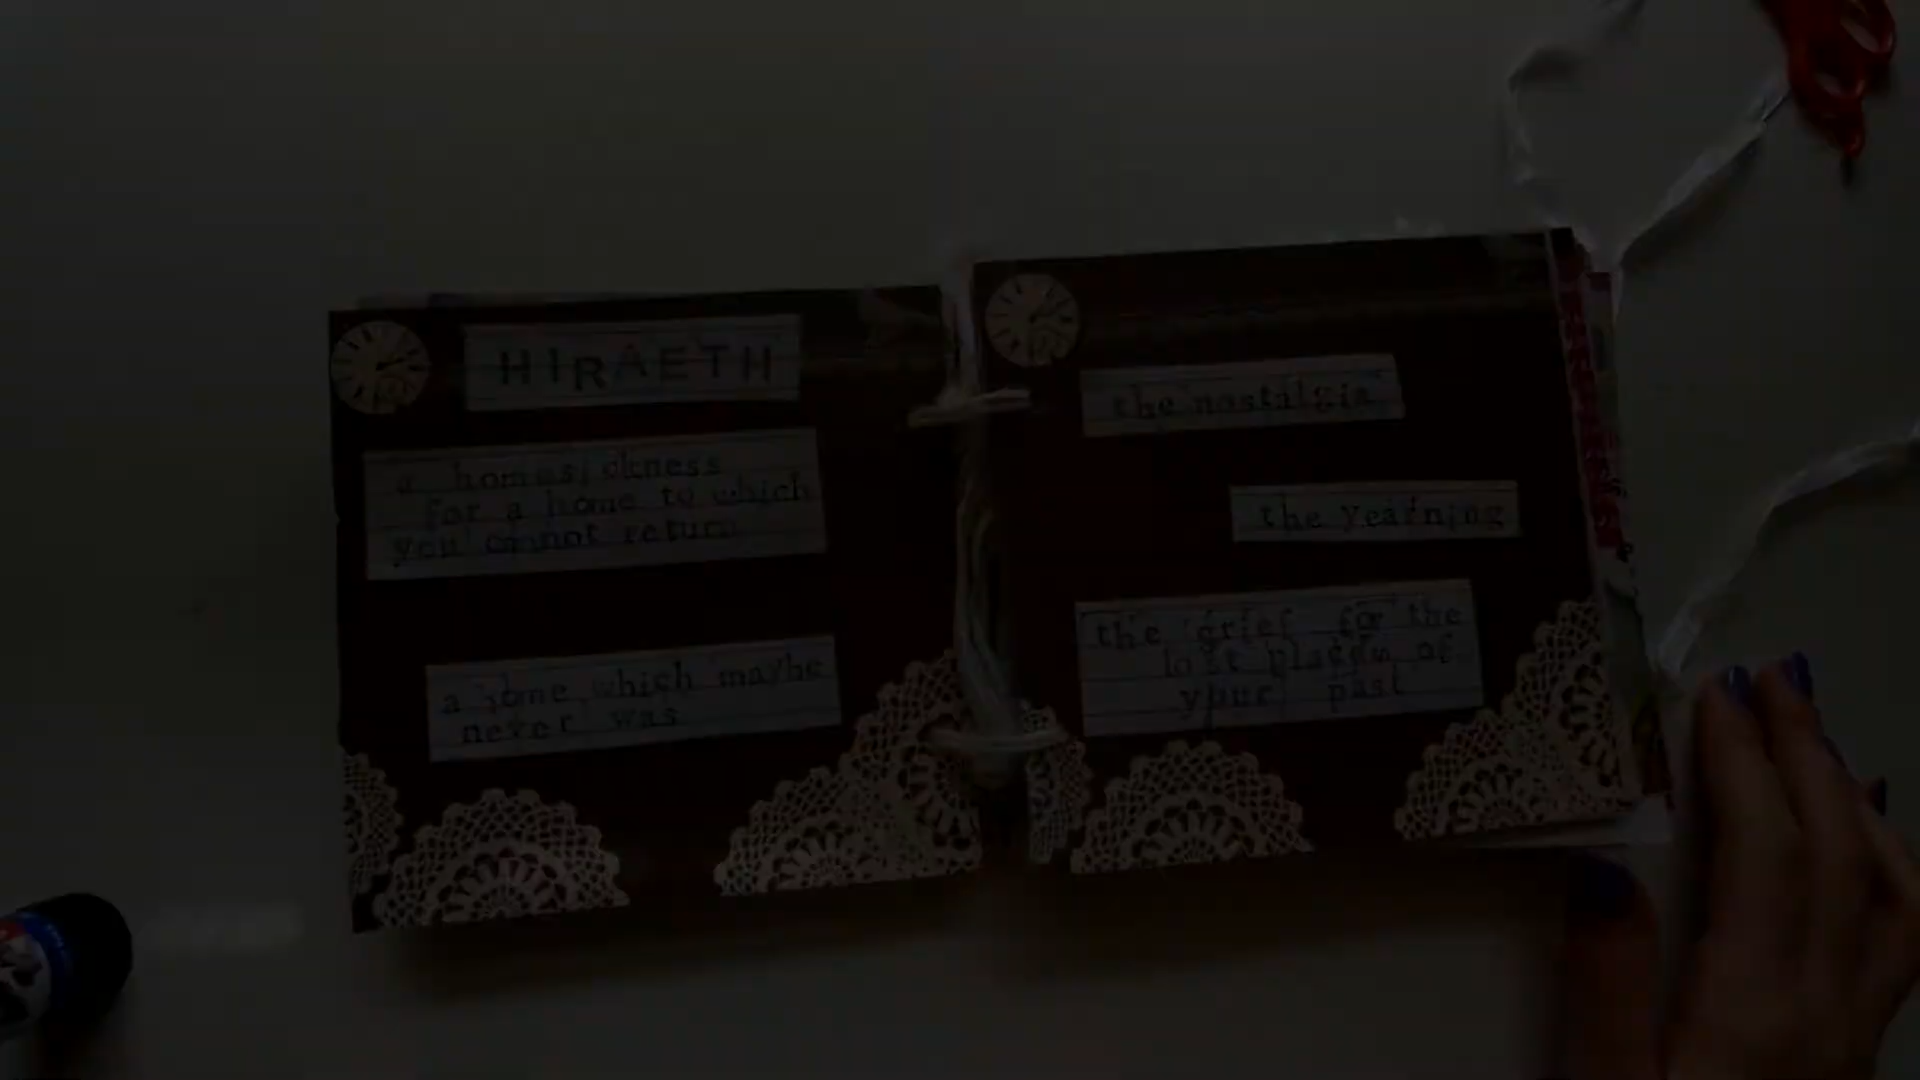 HIRAETH
a homesickness
for a home to which
you cannot return
a home which maybe
never was
the nostalgia
the yearning
the grief for the
lost places of
your past